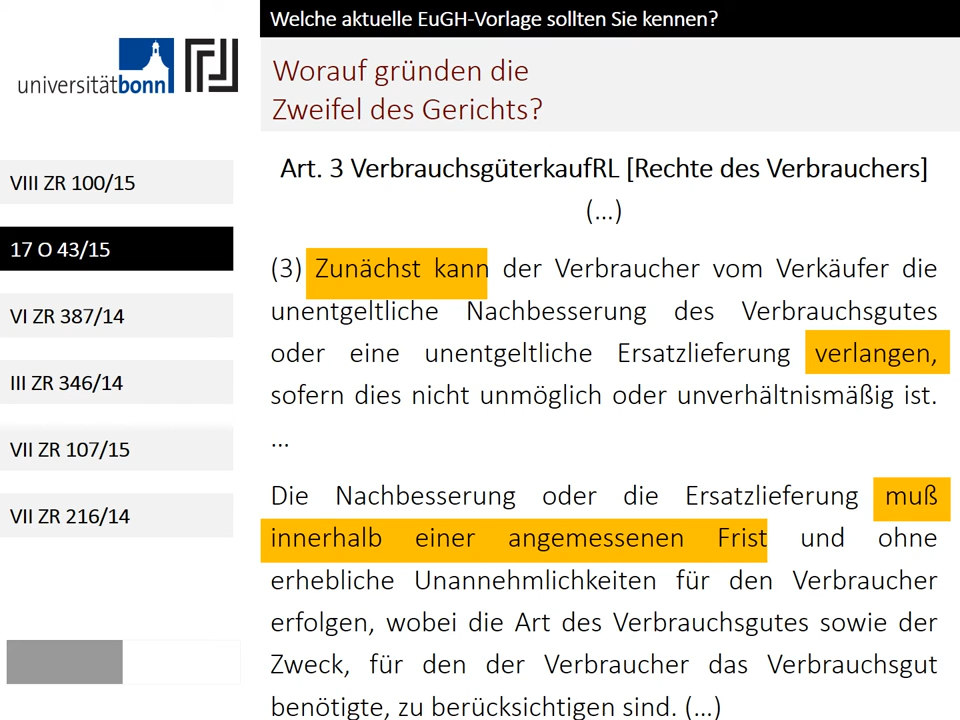 Welche aktuelle EuGH-Vorlage sollten Sie kennen?
universitätbonn
Worauf gründen die
Zweifel des Gerichts?
VIII ZR 100/15
17 O 43/15
VI ZR 387/14
III ZR 346/14
VII ZR 107/15
VII ZR 216/14
Art. 3 VerbrauchsgüterkaufRL [Rechte des Verbrauchers]
(...)
(3) Zunächst kann der Verbraucher vom Verkäufer die
unentgeltliche Nachbesserung des Verbrauchsgutes
oder eine unentgeltliche Ersatzlieferung verlangen,
sofern dies nicht unmöglich oder unverhältnismäßig ist.
...
Die Nachbesserung oder die Ersatzlieferung muß
innerhalb einer angemessenen Frist und ohne
erhebliche Unannehmlichkeiten für den Verbraucher
erfolgen, wobei die Art des Verbrauchsgutes sowie der
Zweck, für den der Verbraucher das Verbrauchsgut
benötigte, zu berücksichtigen sind. (...)